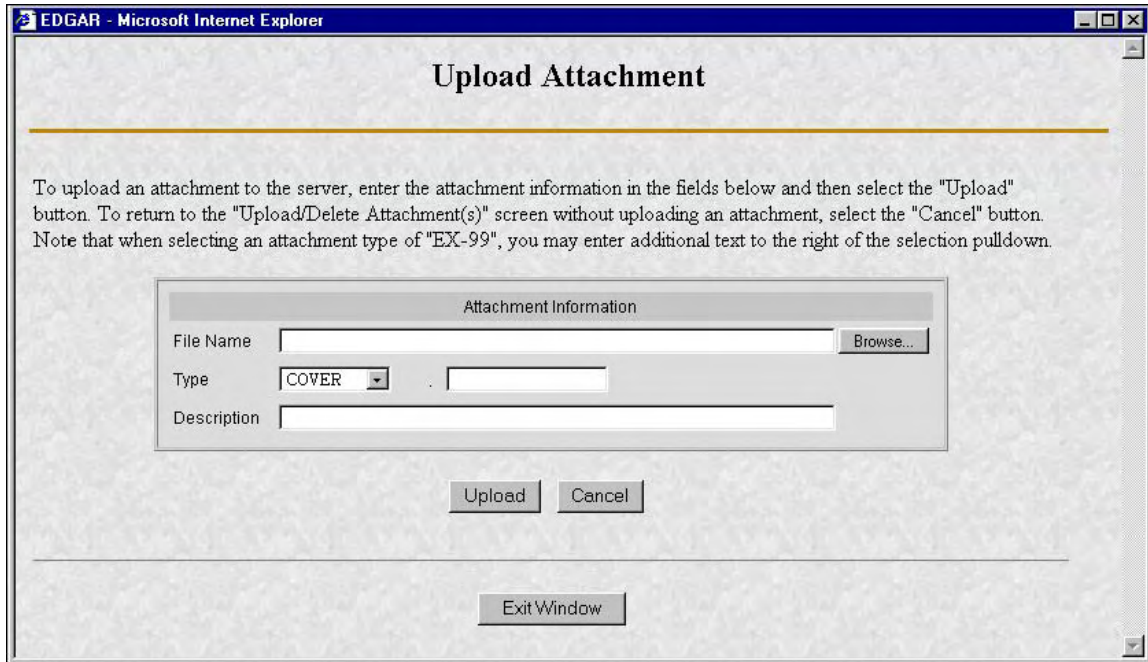 EDGAR - Microsoft Internet Explorer
Upload Attachment
To upload an attachment to the server, enter the attachment information in the fields below and then select the "Upload"
button. To return to the "Upload/Delete Attachment(s)" screen without uploading an attachment, select the "Cancel" button.
Note that when selecting an attachment type of "EX-99", you may enter additional text to the right of the selection pulldown.
Attachment Information
File Name Browse...
Type COVER .
Description
Upload Cancel
Exit Window